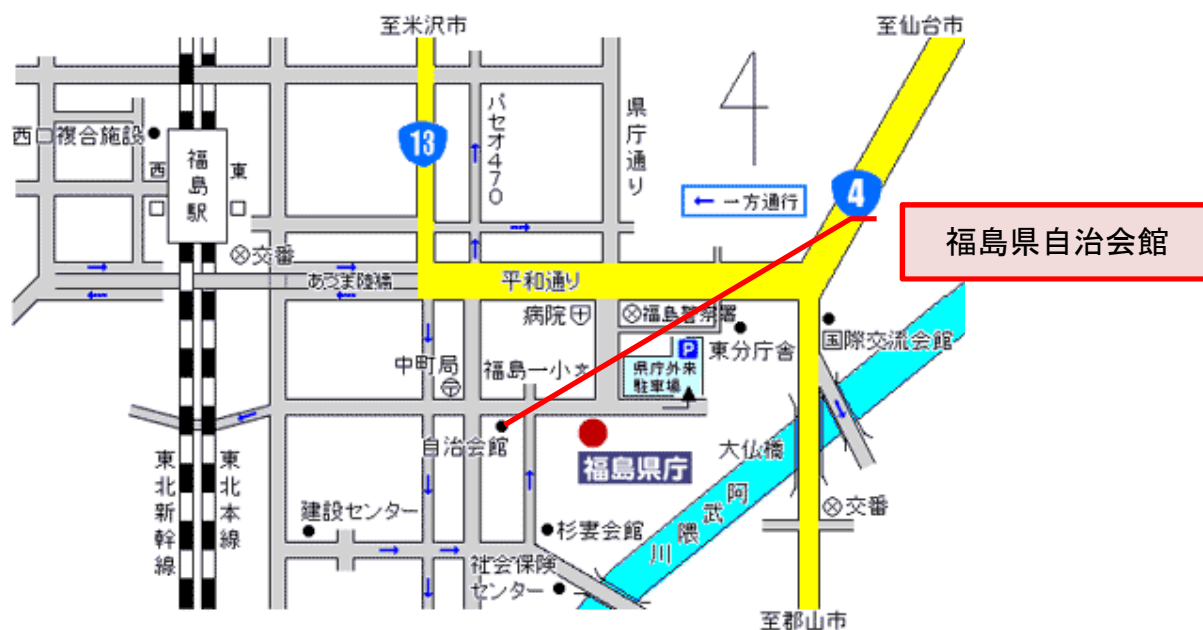 至米沢市
至仙台市
13
パセオ470
県庁通り
西口複合施設
西口
福島駅
東口
4
← 一方通行
福島県自治会館
交番
あづま陸橋
平和通り
病院
福島警察署
東分庁舎
国際交流会館
中町局
福島一小
文
P
県庁外来
駐車場
自治会館
福島県庁
大仏橋
東北新幹線
東北本線
建設センター
杉妻会館
阿武隈川
交番
社会保険
センター
至郡山市